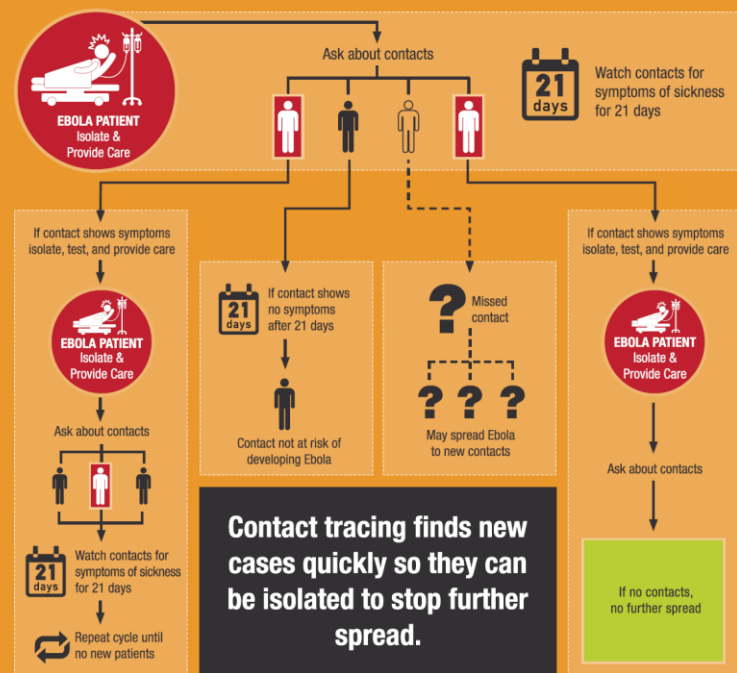 EBOLA PATIENT
Isolate &
Provide Care
Ask about contacts
21
days
Watch contacts for
symptoms of sickness
for 21 days
If contact shows symptoms
isolate, test, and provide care
EBOLA PATIENT
Isolate &
Provide Care
Ask about contacts
21
days
Watch contacts for
symptoms of sickness
for 21 days
Repeat cycle until
no new patients
21
days
If contact shows
no symptoms
after 21 days
Contact not at risk of
developing Ebola
?
Missed
contact
? ? ?
May spread Ebola
to new contacts
If contact shows symptoms
isolate, test, and provide care
EBOLA PATIENT
Isolate &
Provide Care
Ask about contacts
If no contacts,
no further spread
Contact tracing finds new
cases quickly so they can
be isolated to stop further
spread.